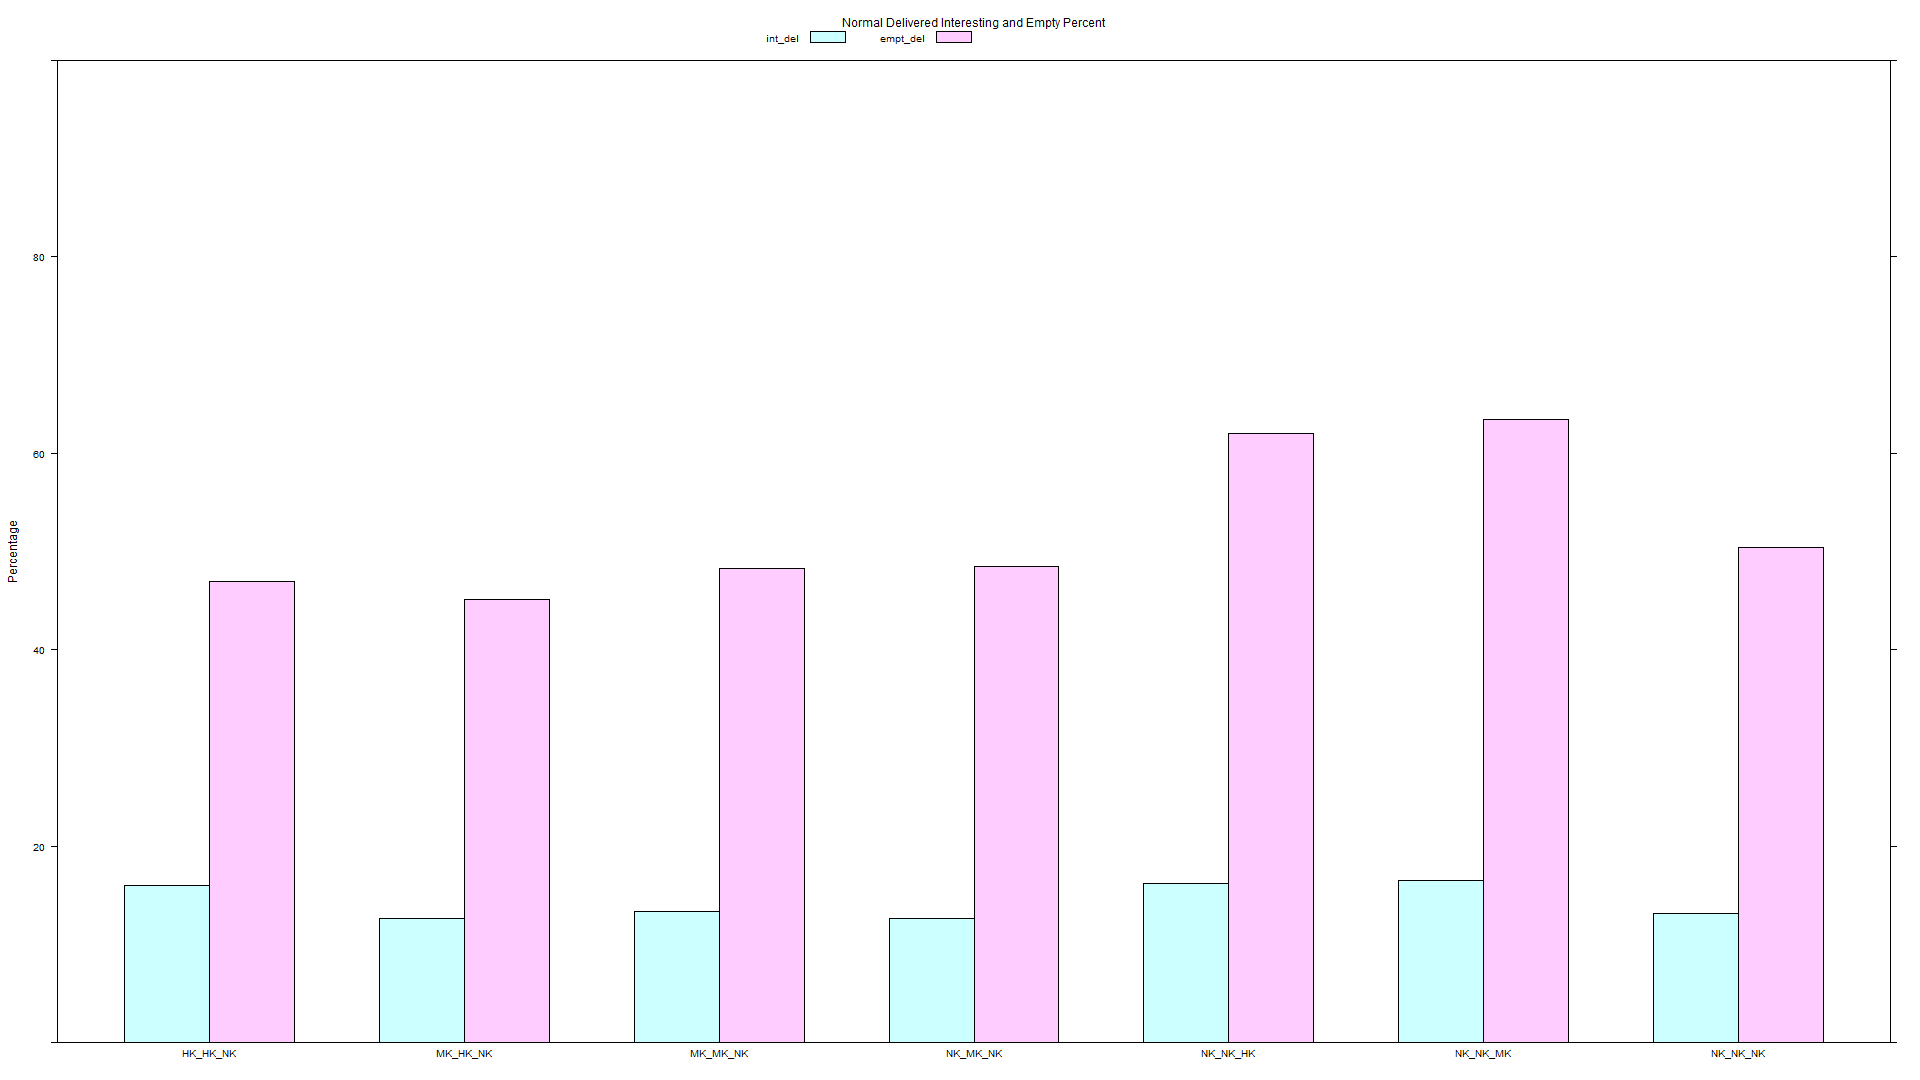 Normal Delivered Interesting and Empty Percent
int_del empt_del
80
60
Percentage
40
20
HK_HK_NK MK_HK_NK MK_MK_NK NK_MK_NK NK_NK_HK NK_NK_MK NK_NK_NK